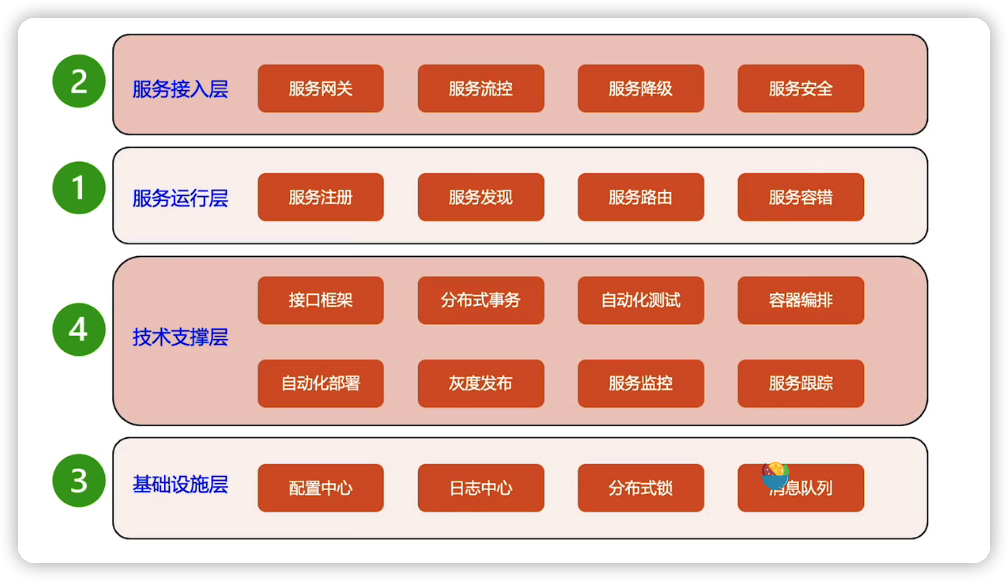 2
服务接入层
服务网关 服务流控 服务降级 服务安全
1
服务运行层
服务注册 服务发现 服务路由 服务容错
4
技术支撑层
接口框架 分布式事务 自动化测试 容器编排
自动化部署 灰度发布 服务监控 服务跟踪
3
基础设施层
配置中心 日志中心 分布式锁 消息队列